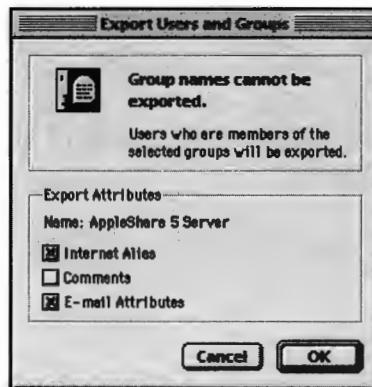 Export Users and Groups
Group names cannot be
exported.
Users who are members of the
selected groups will be exported.
Export Attributes
Name: AppleShare 5 Server
Internet Alias
Comments
E-mail Attributes
Cancel
OK